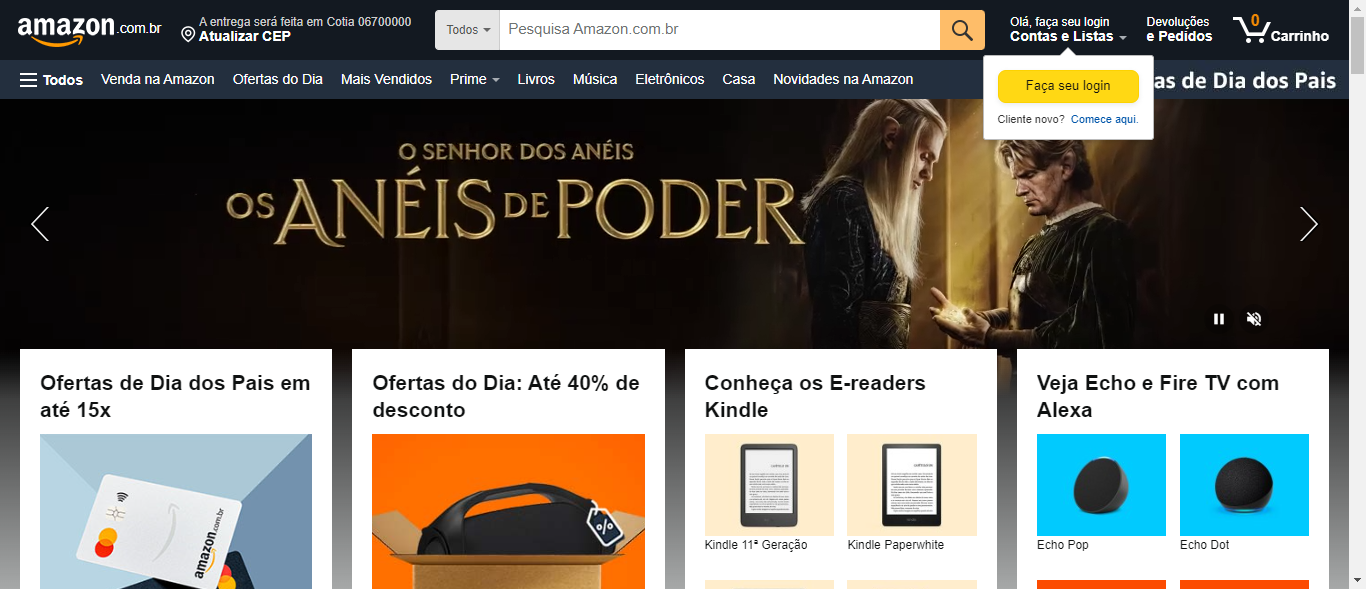 amazon.com.br
A entrega será feita em Cotia 06700000
Atualizar CEP
Todos
Pesquisa Amazon.com.br
Olá, faça seu login
Contas e Listas
Devoluções
e Pedidos
0
Carrinho
Todos
Venda na Amazon
Ofertas do Dia
Mais Vendidos
Prime
Livros
Música
Eletrônicos
Casa
Novidades na Amazon
as de Dia dos Pais
Faça seu login
Cliente novo? Comece aqui.
O SENHOR DOS ANÉIS
OS ANÉIS DE PODER
Ofertas de Dia dos Pais em
até 15x
amazon.com.br
Ofertas do Dia: Até 40% de
desconto
%
Conheça os E-readers
Kindle
Kindle 11ª Geração
Kindle Paperwhite
Veja Echo e Fire TV com
Alexa
Echo Pop
Echo Dot